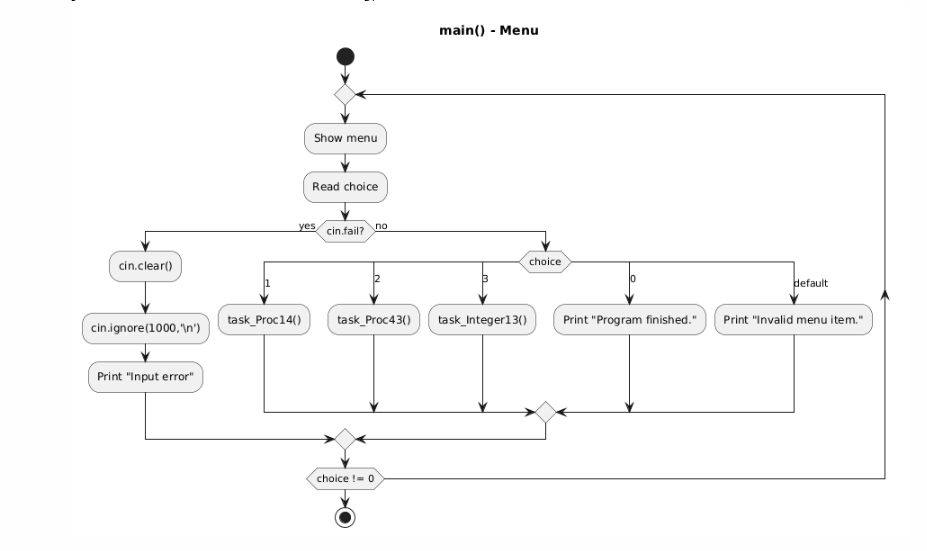 main() - Menu
Show menu
Read choice
yes
cin.fail?
no
cin.clear()
choice
1
2
3
0
default
cin.ignore(1000,'\n')
task_Proc14()
task_Proc43()
task_Integer13()
Print "Program finished."
Print "Invalid menu item."
Print "Input error"
choice != 0